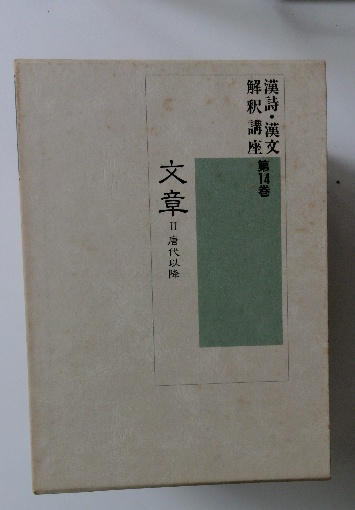 漢詩・漢文
解釈講座
第14巻
文章
II
唐代以降